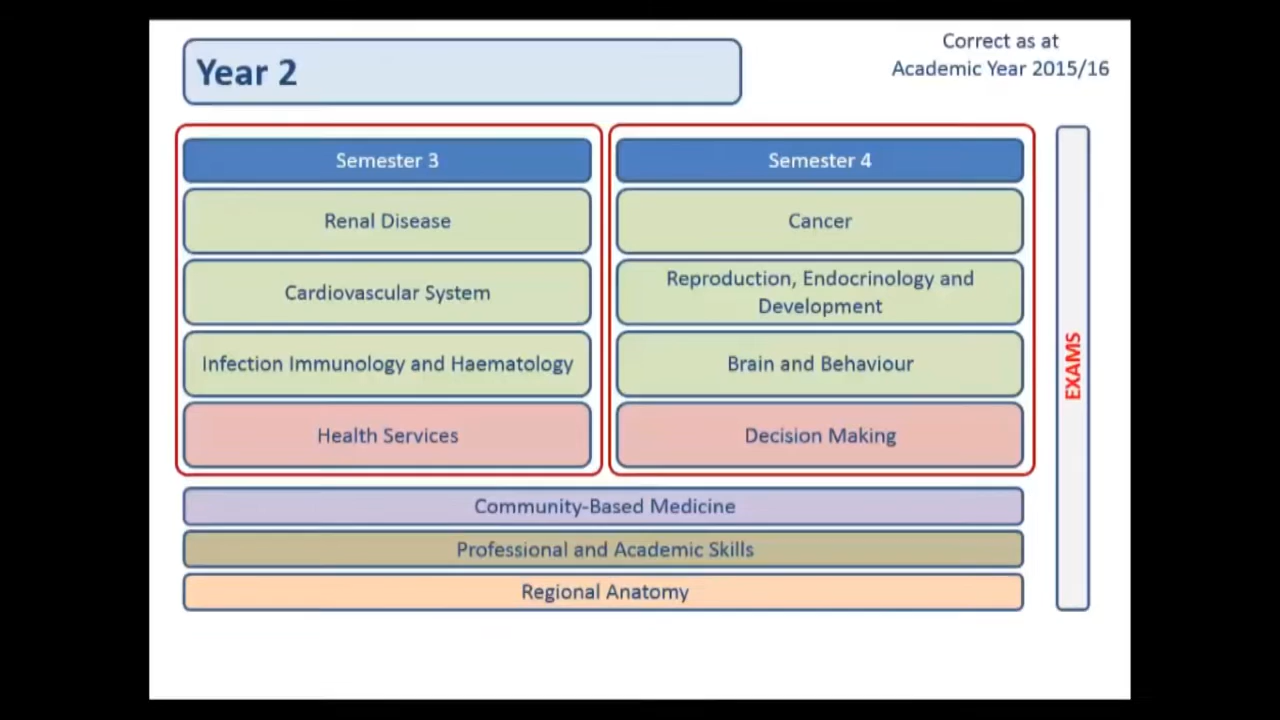 Year 2
Correct as at
Academic Year 2015/16
Semester 3
Renal Disease
Cardiovascular System
Infection Immunology and Haematology
Health Services
Semester 4
Cancer
Reproduction, Endocrinology and
Development
Brain and Behaviour
Decision Making
Community-Based Medicine
Professional and Academic Skills
Regional Anatomy
EXAMS